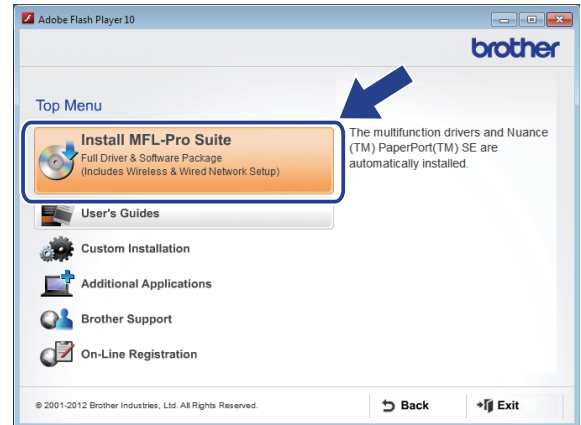 Adobe Flash Player 10
brother
Top Menu
Install MFL-Pro Suite
Full Driver & Software Package
(Includes Wireless & Wired Network Setup)
The multifunction drivers and Nuance
(TM) PaperPort(TM) SE are
automatically installed.
User's Guides
Custom Installation
Additional Applications
Brother Support
On-Line Registration
© 2001-2012 Brother Industries, Ltd. All Rights Reserved.
Back
Exit